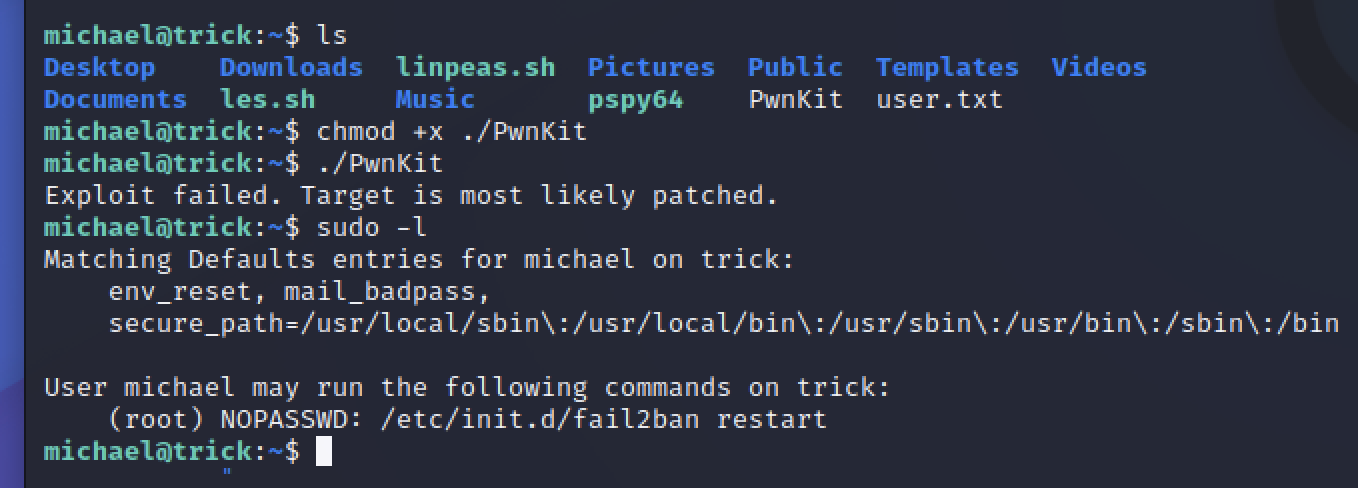 michael@trick:~$ ls
Desktop    Downloads  linpeas.sh  Pictures  Public  Templates  Videos
Documents  les.sh     Music       pspy64    PwnKit  user.txt
michael@trick:~$ chmod +x ./PwnKit
michael@trick:~$ ./PwnKit
Exploit failed. Target is most likely patched.
michael@trick:~$ sudo -l
Matching Defaults entries for michael on trick:
    env_reset, mail_badpass,
    secure_path=/usr/local/sbin\:/usr/local/bin\:/usr/sbin\:/usr/bin\:/sbin\:/bin

User michael may run the following commands on trick:
    (root) NOPASSWD: /etc/init.d/fail2ban restart
michael@trick:~$
"